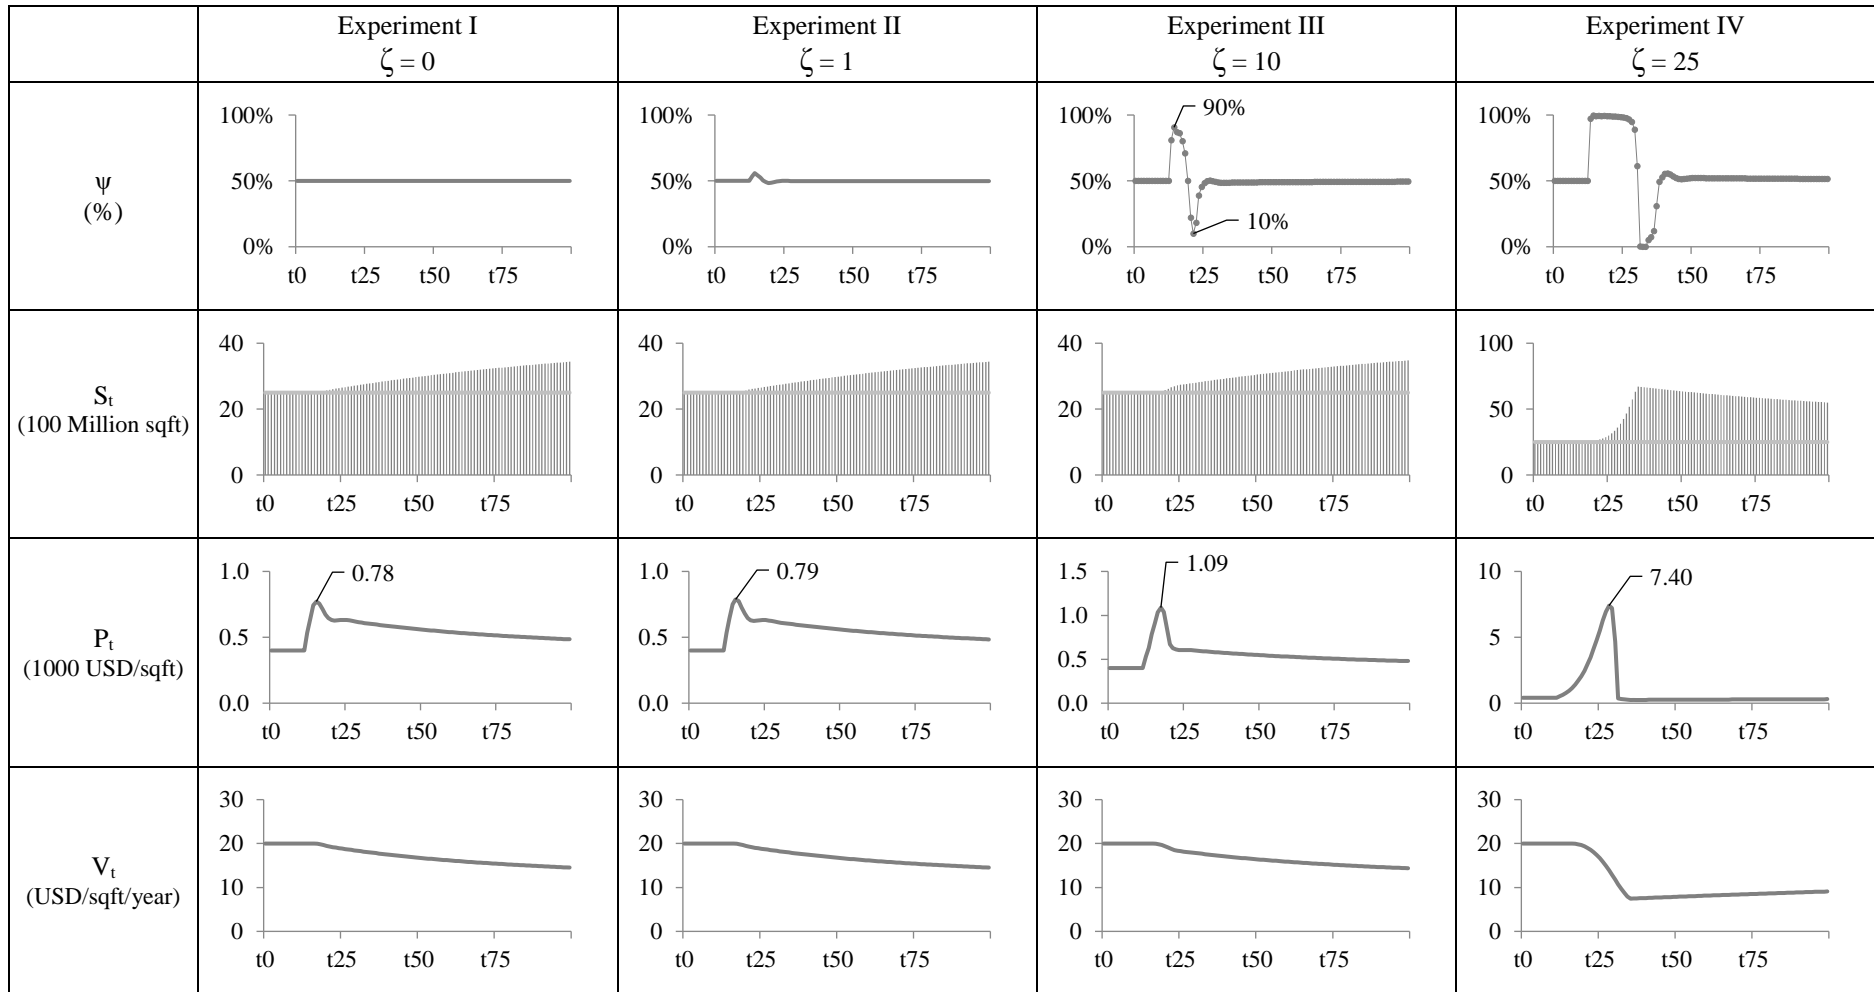 Experiment I
ζ = 0
Experiment II
ζ = 1
Experiment III
ζ = 10
Experiment IV
ζ = 25
ψ
(%)
100%
50%
0%
t0 t25 t50 t75
100%
50%
0%
t0 t25 t50 t75
100%
50%
0%
90%
10%
t0 t25 t50 t75
100%
50%
0%
t0 t25 t50 t75
St
(100 Million sqft)
40
20
0
t0 t25 t50 t75
40
20
0
t0 t25 t50 t75
40
20
0
t0 t25 t50 t75
100
50
0
t0 t25 t50 t75
Pt
(1000 USD/sqft)
1.0
0.5
0.0
0.78
t0 t25 t50 t75
1.0
0.5
0.0
0.79
t0 t25 t50 t75
1.5
1.0
0.5
0.0
1.09
t0 t25 t50 t75
10
5
0
7.40
t0 t25 t50 t75
Vt
(USD/sqft/year)
30
20
10
0
t0 t25 t50 t75
30
20
10
0
t0 t25 t50 t75
30
20
10
0
t0 t25 t50 t75
30
20
10
0
t0 t25 t50 t75